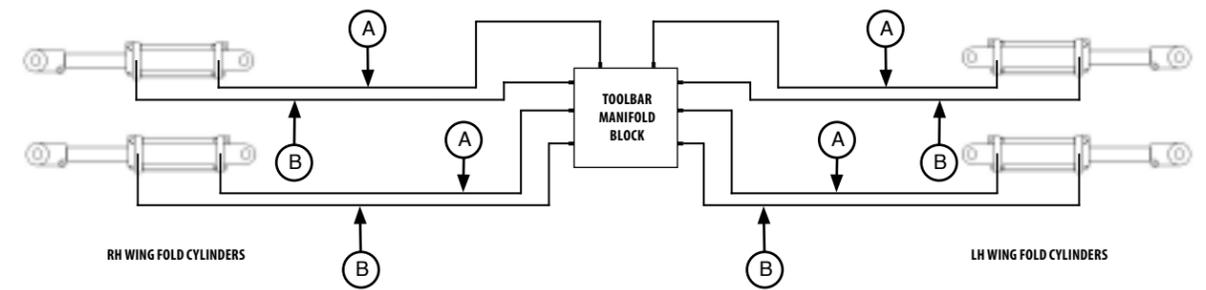 A
A
TOOLBAR
MANIFOLD
BLOCK
A
A
B
B
RH WING FOLD CYLINDERS
LH WING FOLD CYLINDERS
B
B